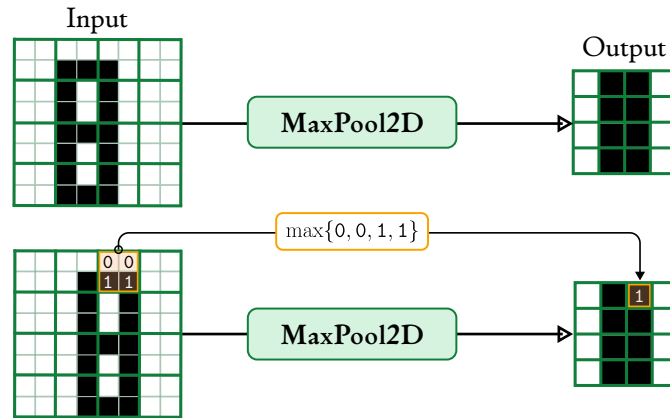 Input
Output
MaxPool2D
max{0, 0, 1, 1}
0 0
1 1
1
MaxPool2D